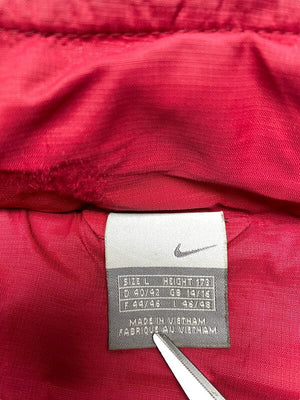 SIZE L HEIGHT 173
D 40/42 GB 14/16
F 44/46 I 46/48
MADE IN VIETNAM
FABRIQUE AU VIETNAM